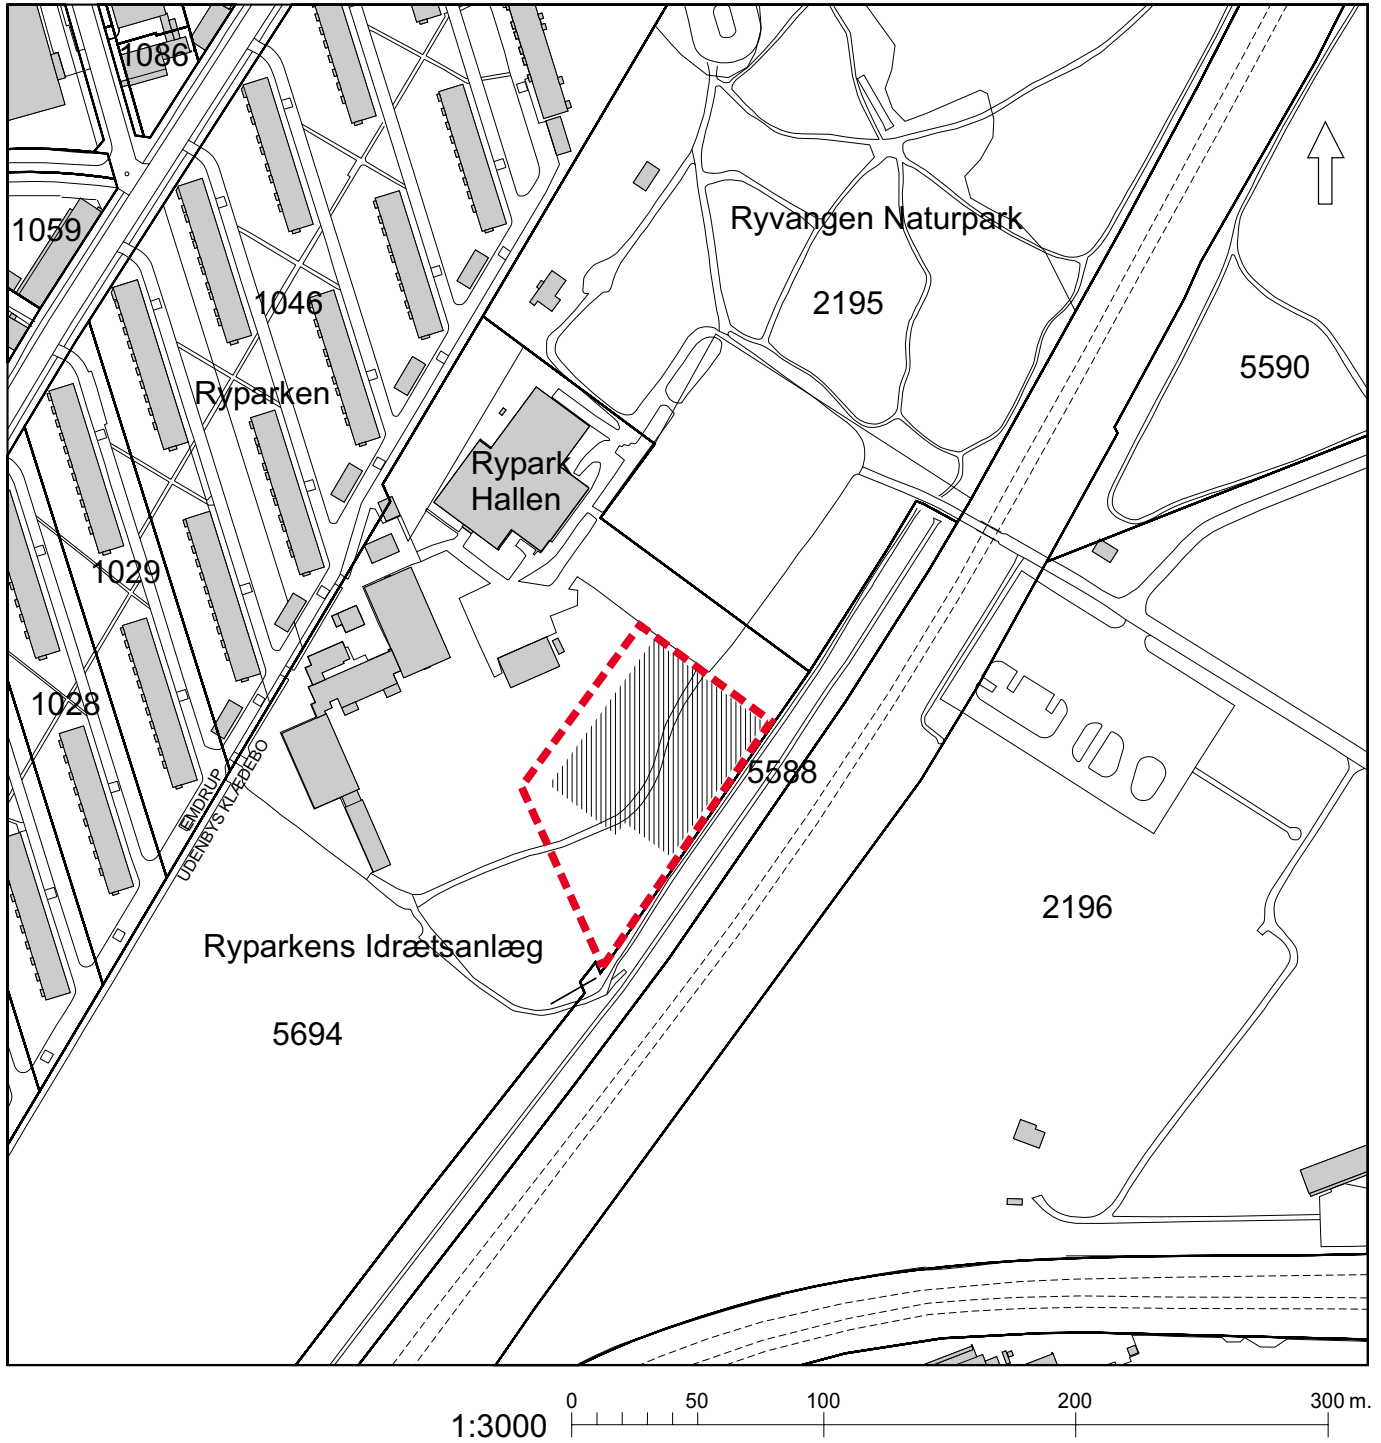 1086
1059
Ryvangen Naturpark
1046
2195
5590
Ryparken
Rypark
Hallen
1029
1028
5588
EMDRUP
UDENBYS KLÆDEBO
2196
Ryparkens Idrætsanlæg
5694
1:3000
0 50 100 200 300 m.